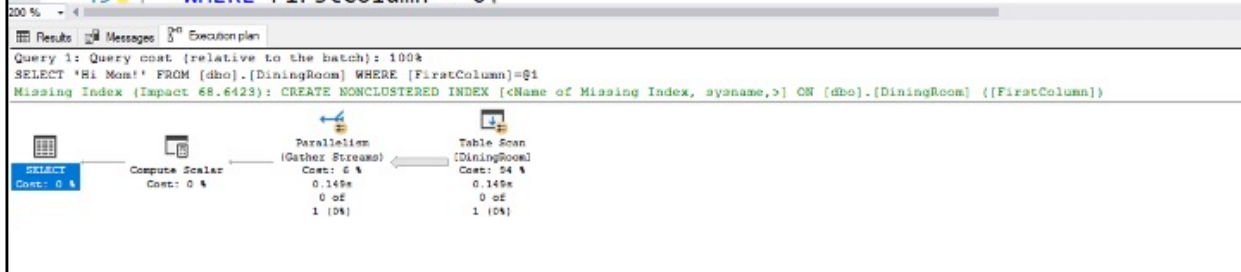 WHERE FirstColumn = 0
200 %
Results Messages Execution plan
Query 1: Query cost (relative to the batch): 100%
SELECT 'Hi Mom!' FROM [dbo].[DiningRoom] WHERE [FirstColumn]=@1
Missing Index (Impact 68.6423): CREATE NONCLUSTERED INDEX [<Name of Missing Index, sysname,>] ON [dbo].[DiningRoom] ([FirstColumn])
SELECT
Cost: 0 %
Compute Scalar
Cost: 0 %
Parallelism
(Gather Streams)
Cost: 6 %
0.149s
0 of
1 (0%)
Table Scan
[DiningRoom]
Cost: 94 %
0.149s
0 of
1 (0%)